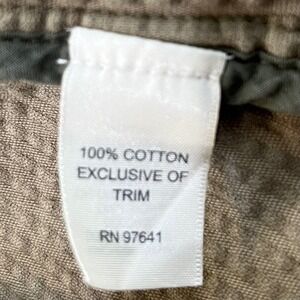 100% COTTON
EXCLUSIVE OF
TRIM
RN 97641